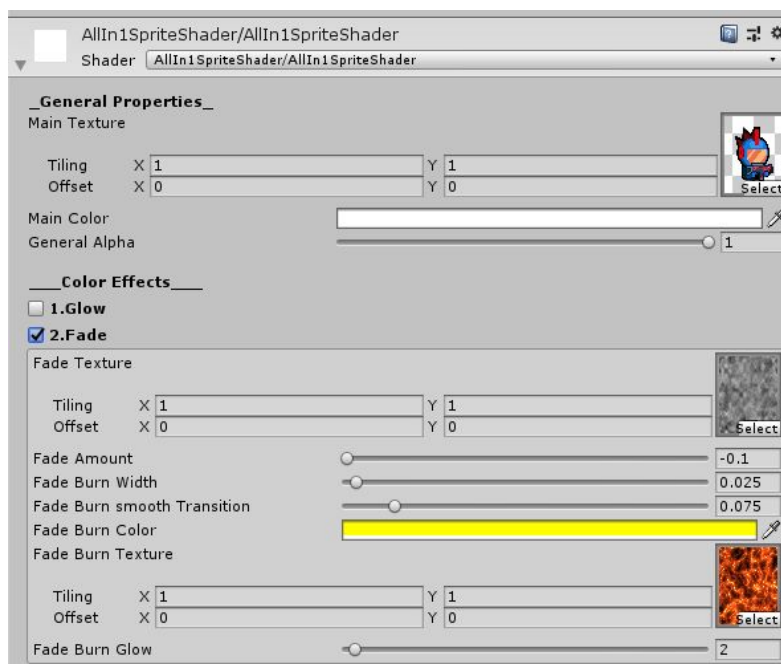 AllIn1SpriteShader/AllIn1SpriteShader
Shader AllIn1SpriteShader/AllIn1SpriteShader
_General Properties_
Main Texture
Tiling X 1 Y 1
Offset X 0 Y 0
Select
Main Color
General Alpha 1
___Color Effects___
1.Glow
2.Fade
Fade Texture
Tiling X 1 Y 1
Offset X 0 Y 0
Select
Fade Amount -0.1
Fade Burn Width 0.025
Fade Burn smooth Transition 0.075
Fade Burn Color
Fade Burn Texture
Tiling X 1 Y 1
Offset X 0 Y 0
Select
Fade Burn Glow 2